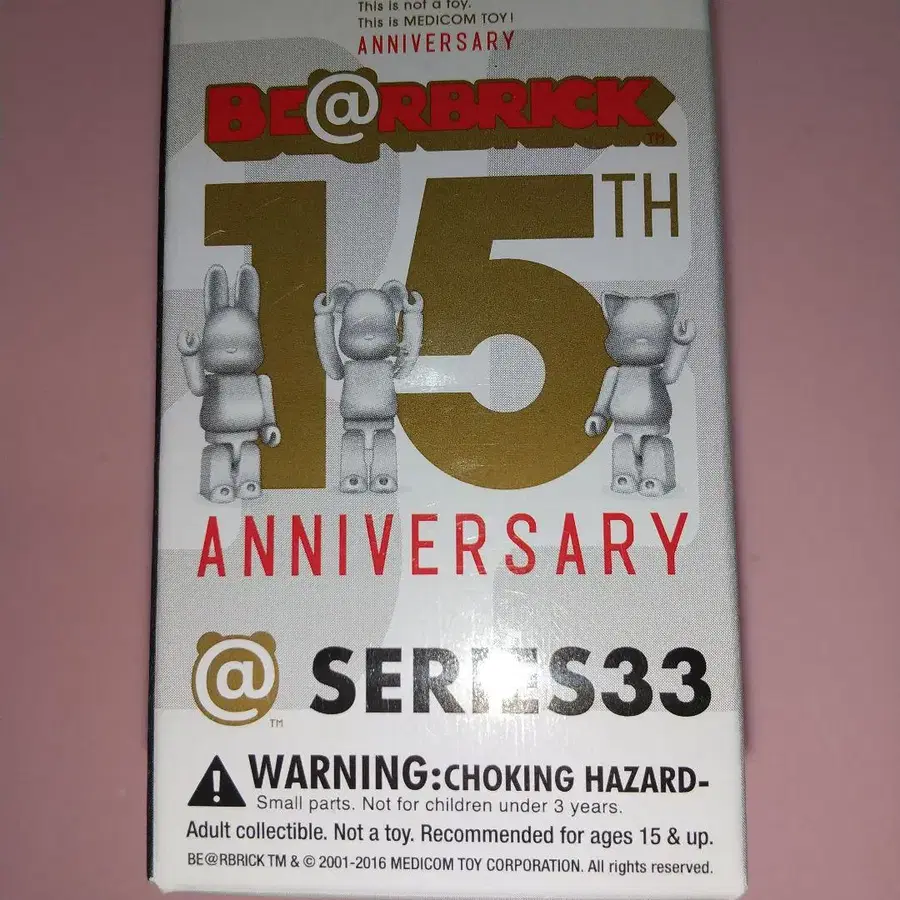 This is not a toy.
This is MEDICOM TOY!
ANNIVERSARY
BE@RBRICK TM
15TH
ANNIVERSARY
@ TM SERIES33
WARNING:CHOKING HAZARD-
Small parts. Not for children under 3 years.
Adult collectible. Not a toy. Recommended for ages 15 & up.
BE@RBRICK TM & © 2001-2016 MEDICOM TOY CORPORATION. All rights reserved.